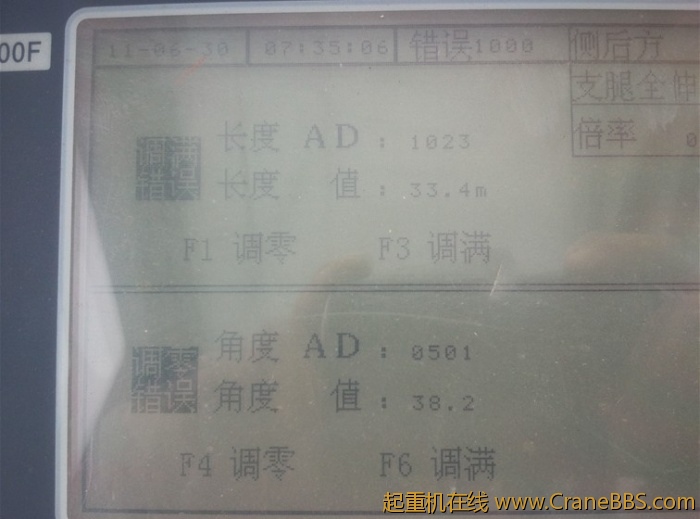 00F
11-06-30 07:35:06 错误1000 侧后方
支腿全伸
倍率 0
调满错误
长度 AD : 1023
长度 值 : 33.4m
F1 调零 F3 调满
调零错误
角度 AD : 0501
角度 值 : 38.2
F4 调零 F6 调满
起重机在线 www.CraneBBS.com